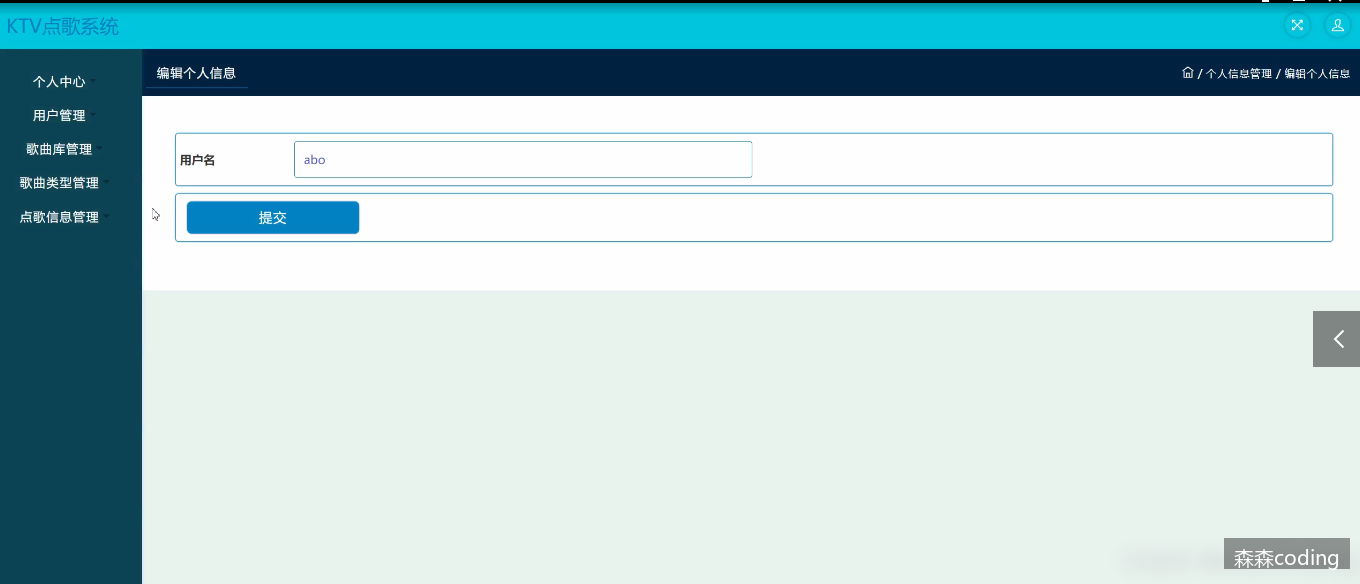 KTV点歌系统
个人中心
用户管理
歌曲库管理
歌曲类型管理
点歌信息管理
编辑个人信息
/ 个人信息管理 / 编辑个人信息
用户名
abo
提交
森森coding